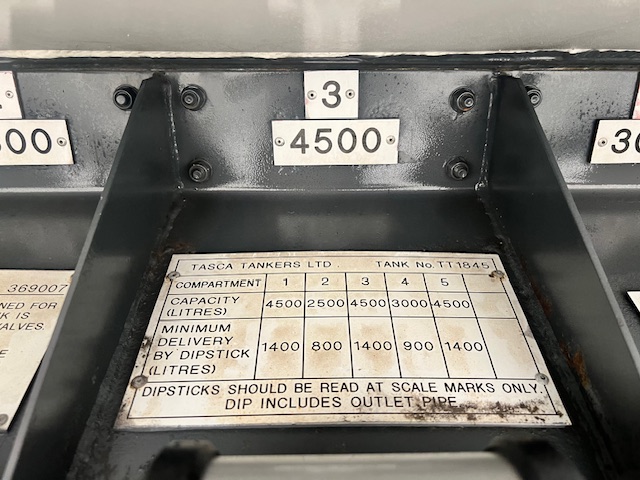 3
4500
TASCA TANKERS LTD TANK No. TT1845
COMPARTMENT 1 2 3 4 5
CAPACITY (LITRES) 4500 2500 4500 3000 4500
MINIMUM DELIVERY BY DIPSTICK (LITRES) 1400 800 1400 900 1400
DIPSTICKS SHOULD BE READ AT SCALE MARKS ONLY.
DIP INCLUDES OUTLET PIPE
369007
NED FOR
K IS
ALVES.